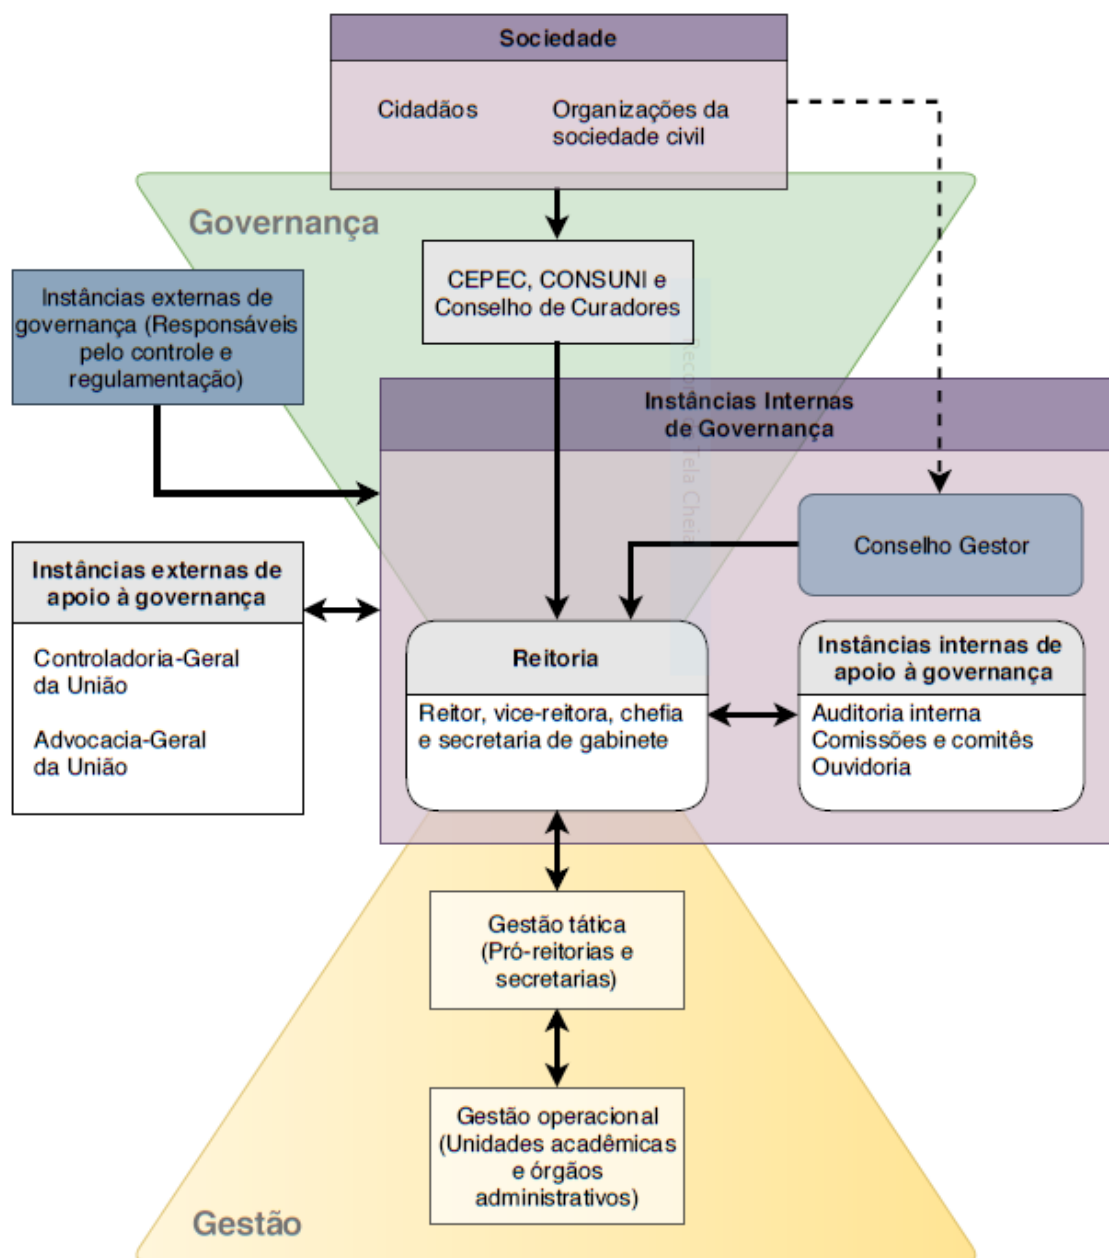 Sociedade
Cidadãos
Organizações da
sociedade civil
Governança
CEPEC, CONSUNI e
Conselho de Curadores
Instâncias externas de
governança (Responsáveis
pelo controle e
regulamentação)
Instâncias Internas
de Governança
Tela Cheia
Conselho Gestor
Instâncias externas de
apoio à governança
Controladoria-Geral
da União
Advocacia-Geral
da União
Reitoria
Reitor, vice-reitora, chefia
e secretaria de gabinete
Instâncias internas de
apoio à governança
Auditoria interna
Comissões e comitês
Ouvidoria
Gestão tática
(Pró-reitorias e
secretarias)
Gestão operacional
(Unidades acadêmicas
e órgãos
administrativos)
Gestão